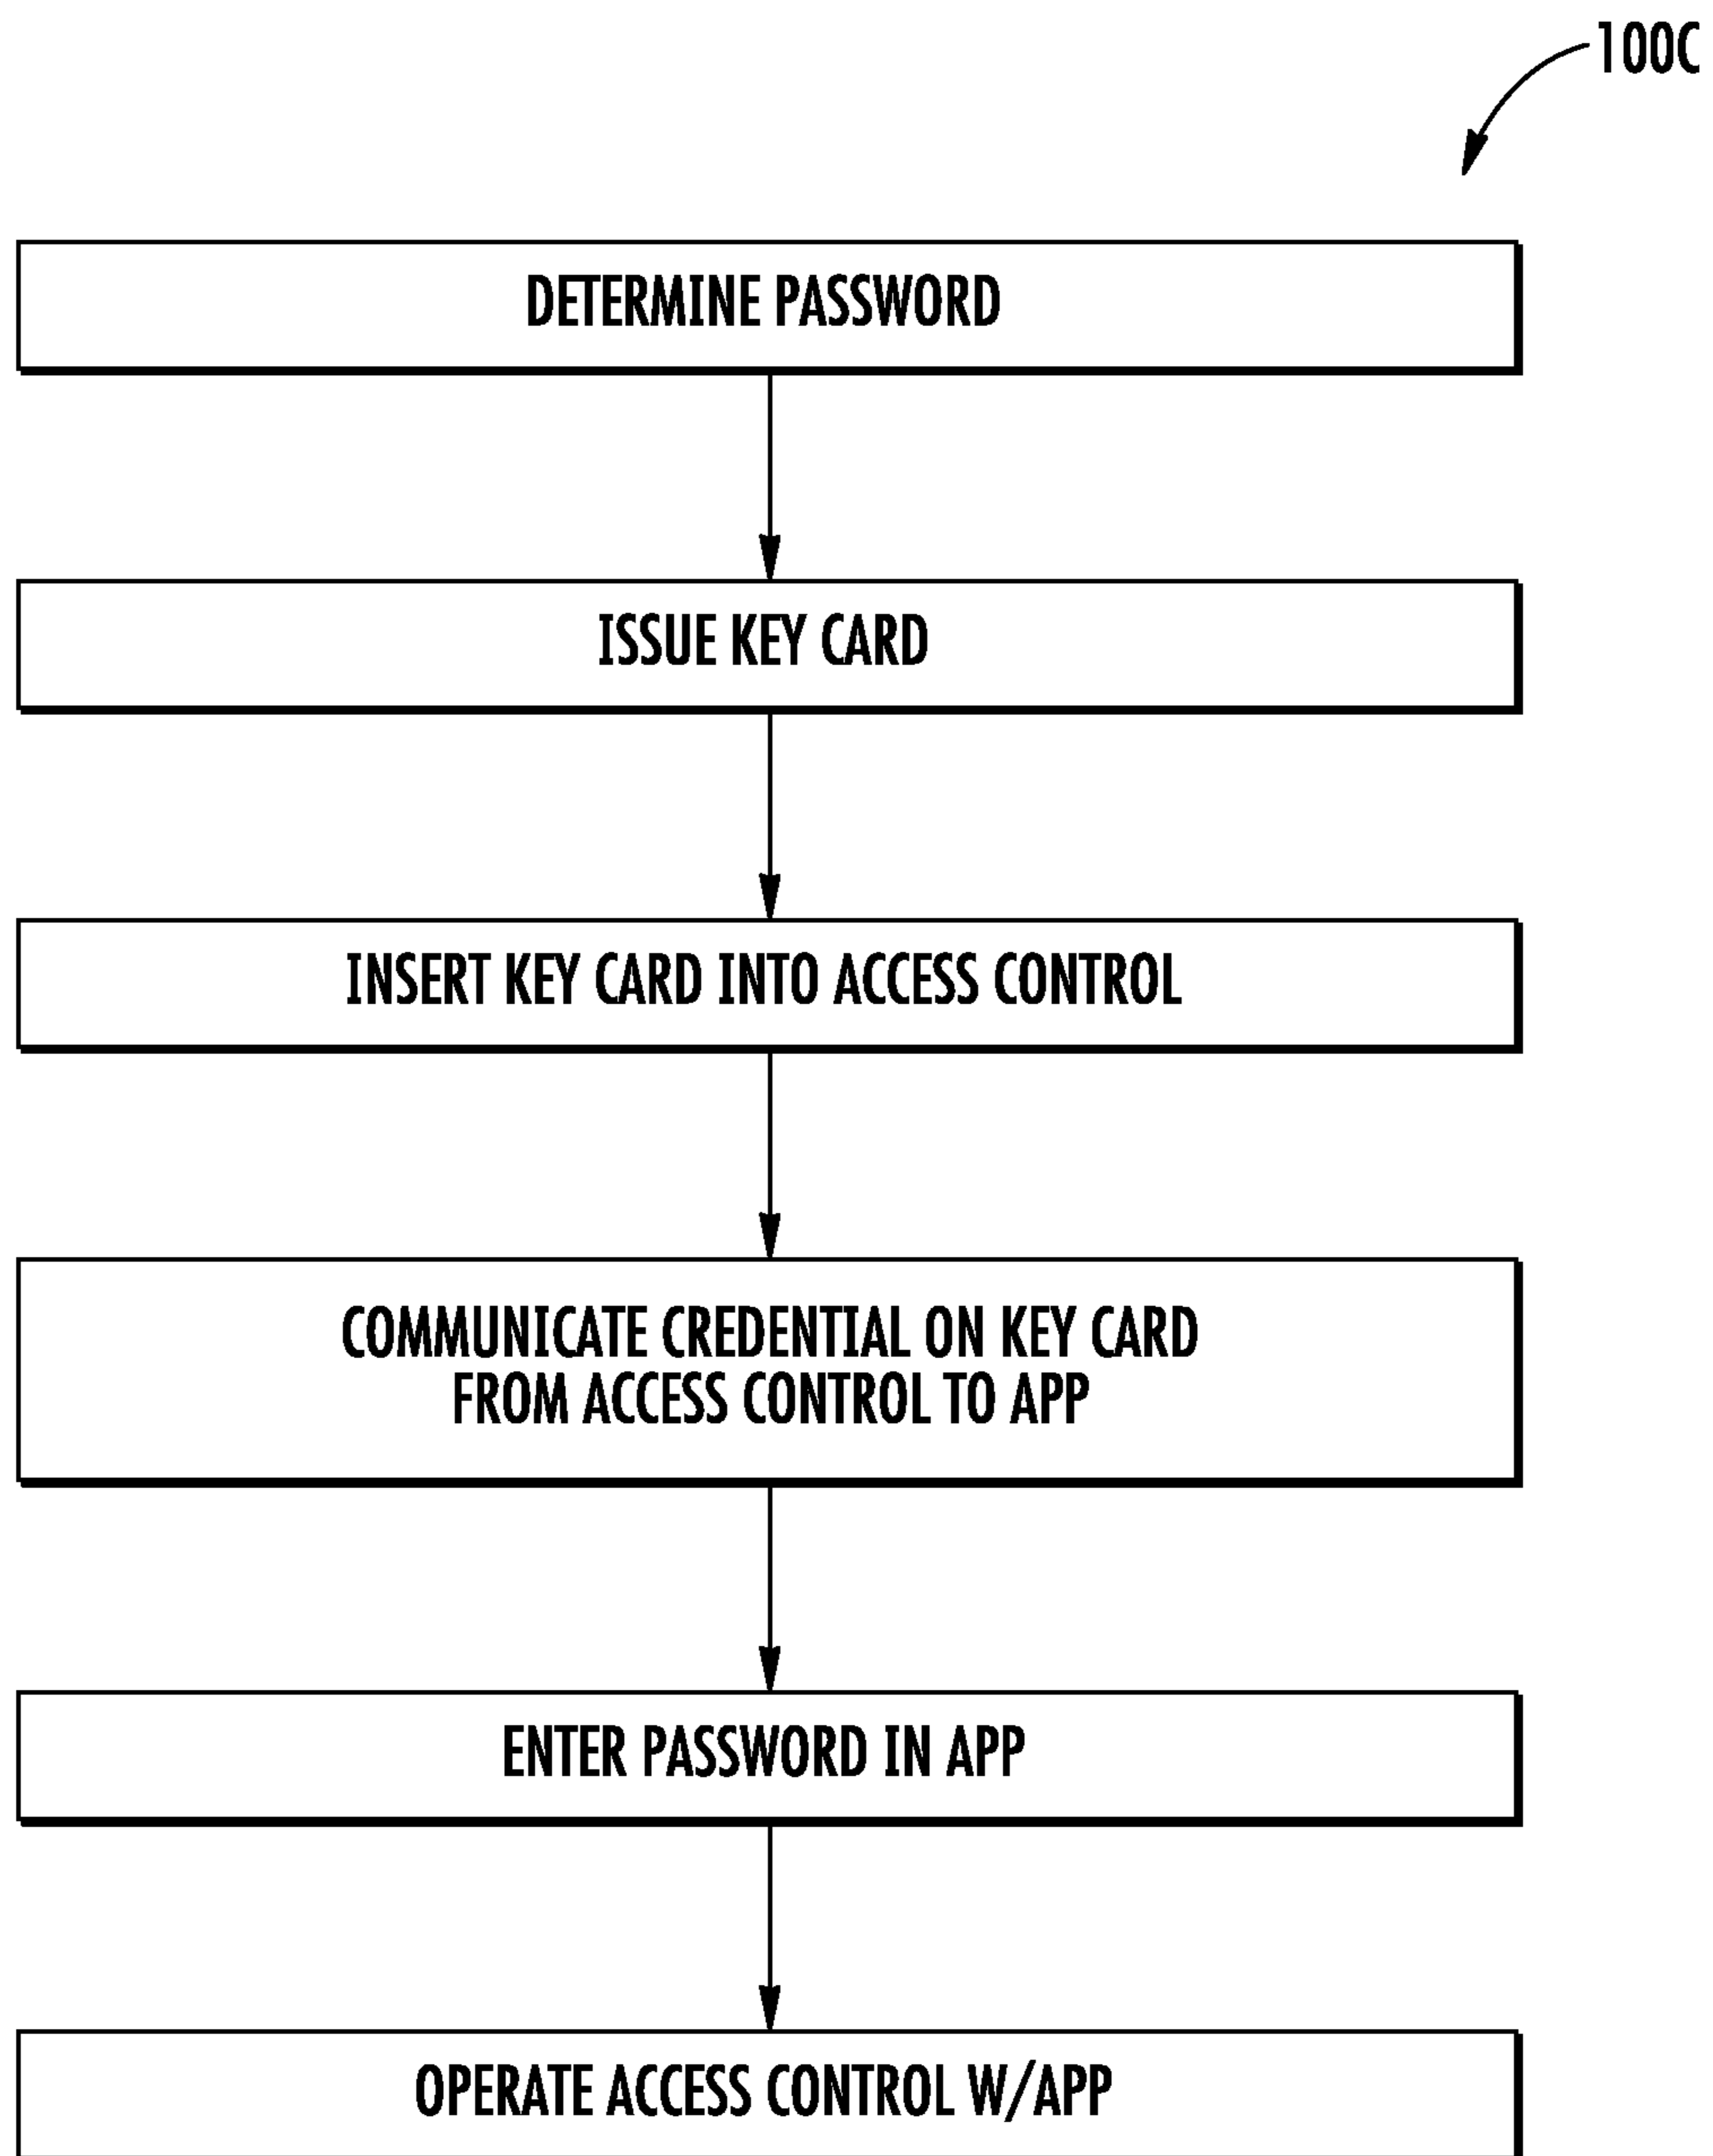 100C
DETERMINE PASSWORD
ISSUE KEY CARD
INSERT KEY CARD INTO ACCESS CONTROL
COMMUNICATE CREDENTIAL ON KEY CARD
FROM ACCESS CONTROL TO APP
ENTER PASSWORD IN APP
OPERATE ACCESS CONTROL W/APP